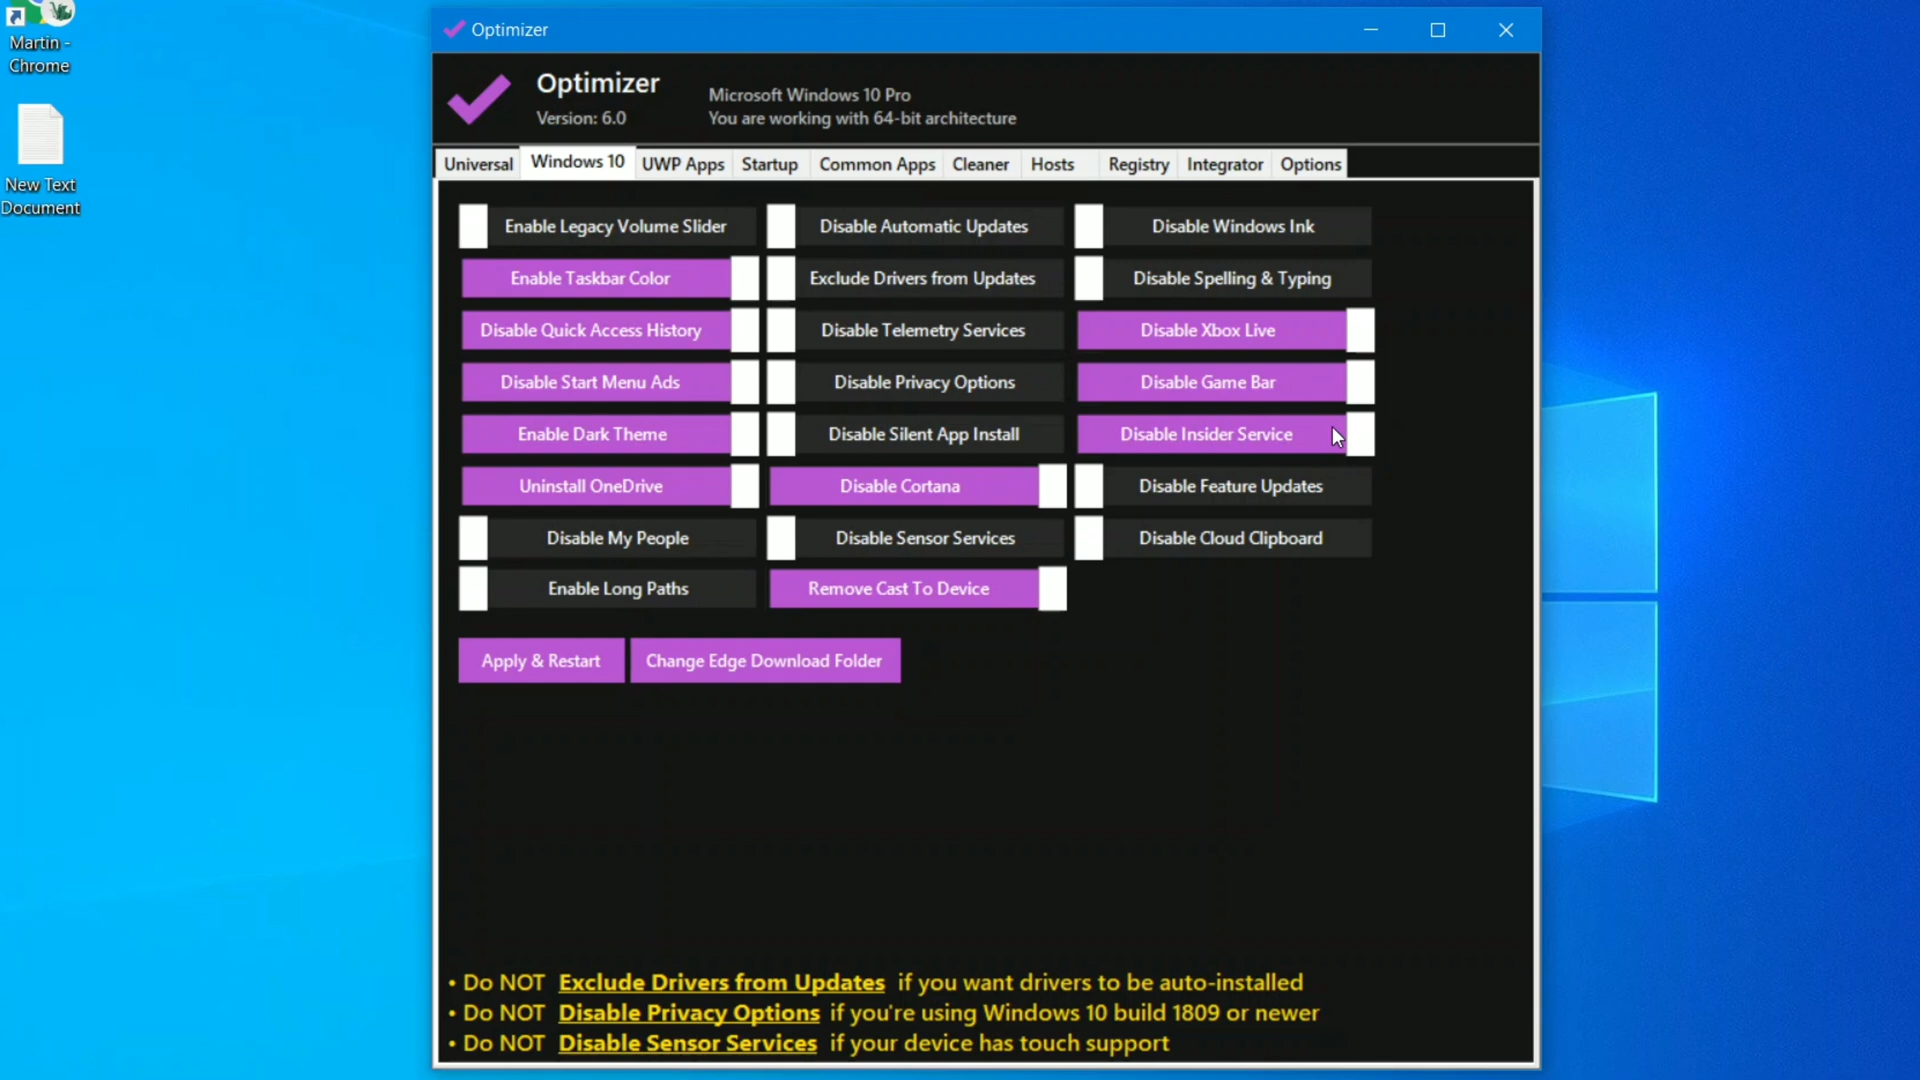 Martin -
Chrome
New Text
Document
Optimizer
Optimizer
Version: 6.0
Microsoft Windows 10 Pro
You are working with 64-bit architecture
Universal Windows 10 UWP Apps Startup Common Apps Cleaner Hosts Registry Integrator Options
Enable Legacy Volume Slider Disable Automatic Updates Disable Windows Ink
Enable Taskbar Color Exclude Drivers from Updates Disable Spelling & Typing
Disable Quick Access History Disable Telemetry Services Disable Xbox Live
Disable Start Menu Ads Disable Privacy Options Disable Game Bar
Enable Dark Theme Disable Silent App Install Disable Insider Service
Uninstall OneDrive Disable Cortana Disable Feature Updates
Disable My People Disable Sensor Services Disable Cloud Clipboard
Enable Long Paths Remove Cast To Device
Apply & Restart Change Edge Download Folder
• Do NOT Exclude Drivers from Updates if you want drivers to be auto-installed
• Do NOT Disable Privacy Options if you're using Windows 10 build 1809 or newer
• Do NOT Disable Sensor Services if your device has touch support